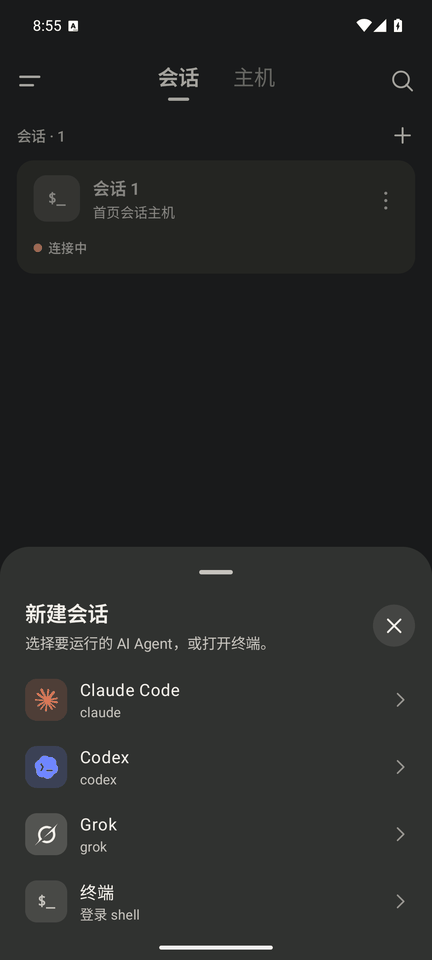 8:55
会话
主机
会话 · 1
$_
会话 1
首页会话主机
连接中
新建会话
选择要运行的 AI Agent，或打开终端。
Claude Code
claude
Codex
codex
Grok
grok
$_
终端
登录 shell